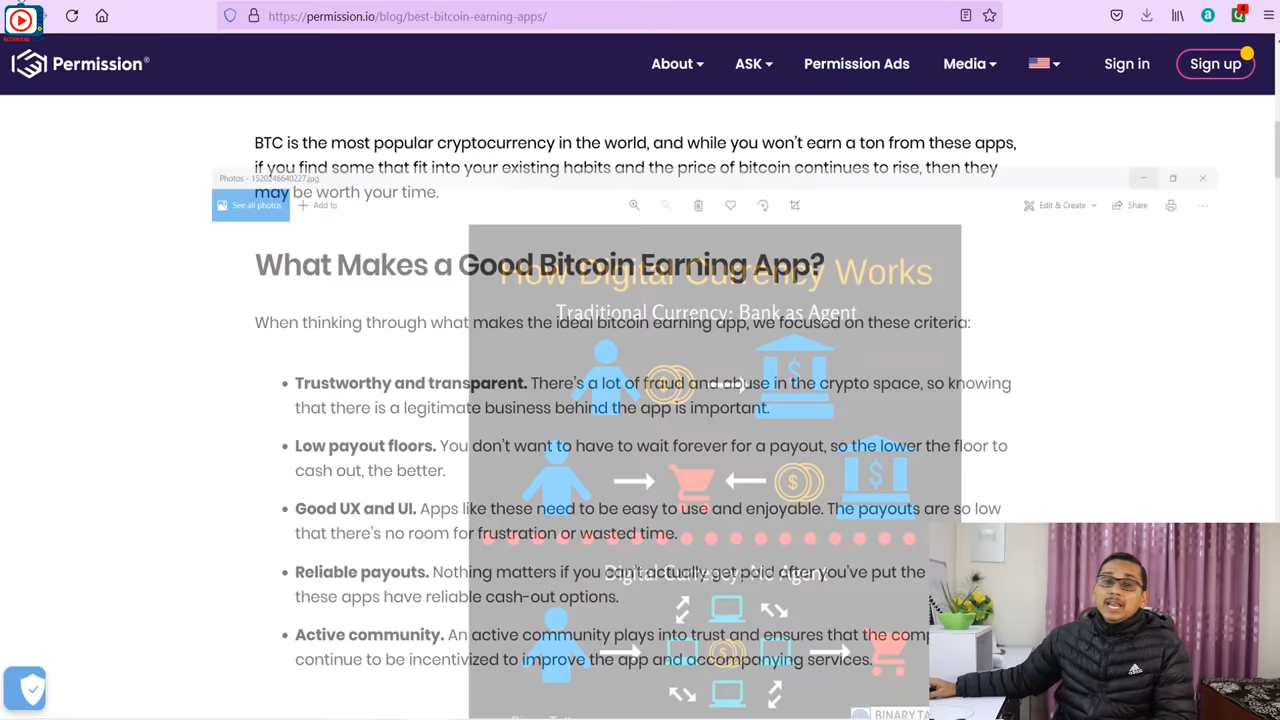 https://permission.io/blog/best-bitcoin-earning-apps/
4
Permission®
About
ASK
Permission Ads
Media
Sign in
Sign up
BTC is the most popular cryptocurrency in the world, and while you won't earn a ton from these apps,
if you find some that fit into your existing habits and the price of bitcoin continues to rise, then they
may be worth your time.
Photos - 1520246640227.jpg
See all photos
Add to
Edit & Create
Share
What Makes a Good Bitcoin Earning App?
How Digital Currency Works
Traditional Currency: Bank as Agent
When thinking through what makes the ideal bitcoin earning app, we focused on these criteria:
• Trustworthy and transparent. There's a lot of fraud and abuse in the crypto space, so knowing
that there is a legitimate business behind the app is important.
• Low payout floors. You don't want to have to wait forever for a payout, so the lower the floor to
cash out, the better.
• Good UX and UI. Apps like these need to be easy to use and enjoyable. The payouts are so low
that there's no room for frustration or wasted time.
• Reliable payouts. Nothing matters if you can't actually get paid after you've put the
Digital Currency: No Agent
these apps have reliable cash-out options.
• Active community. An active community plays into trust and ensures that the comp
continue to be incentivized to improve the app and accompanying services.
BINARY TA